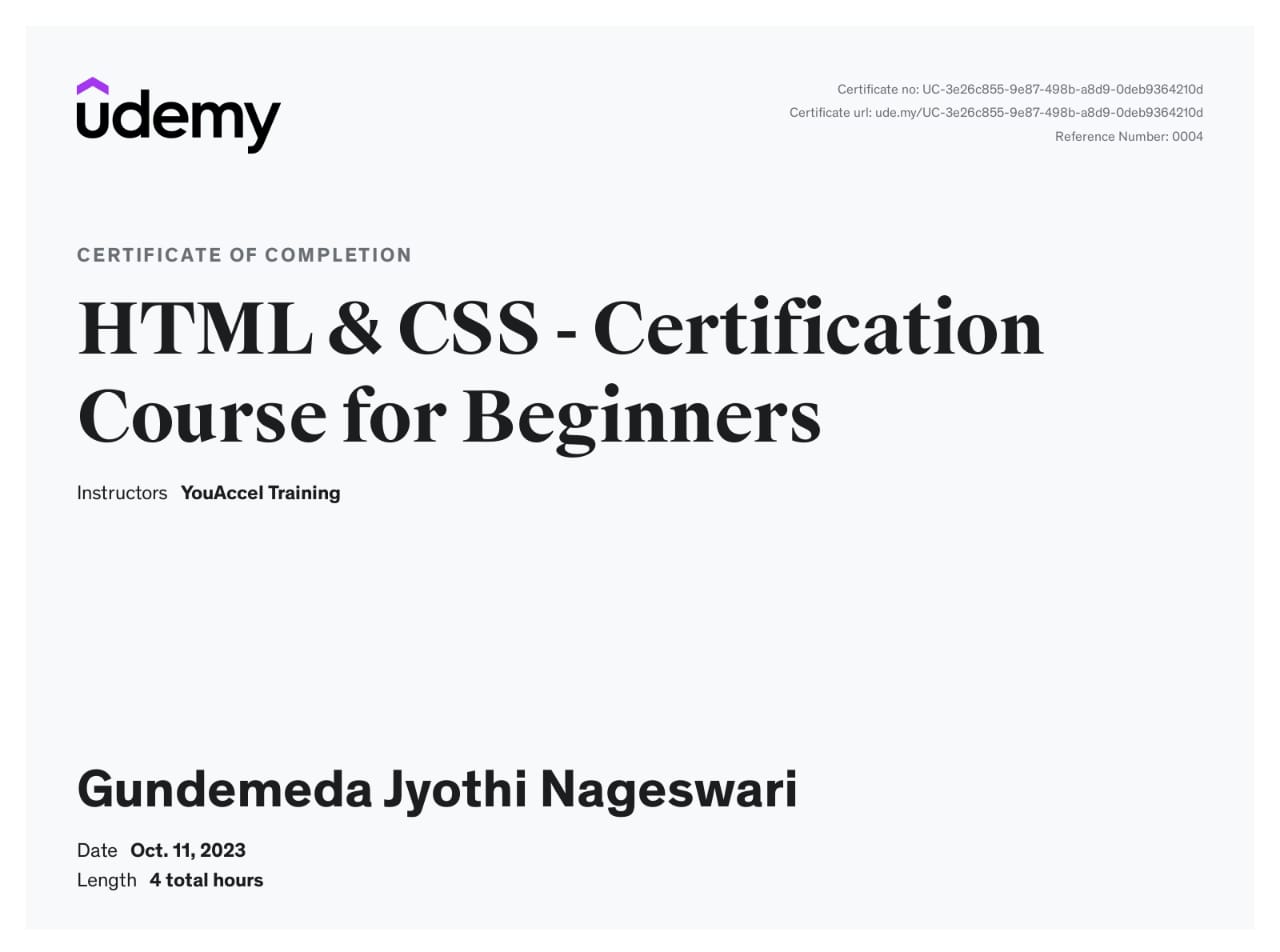 udemy
Certificate no: UC-3e26c855-9e87-498b-a8d9-0deb9364210d
Certificate url: ude.my/UC-3e26c855-9e87-498b-a8d9-0deb9364210d
Reference Number: 0004
CERTIFICATE OF COMPLETION
HTML & CSS - Certification
Course for Beginners
Instructors YouAccel Training
Gundemeda Jyothi Nageswari
Date Oct. 11, 2023
Length 4 total hours